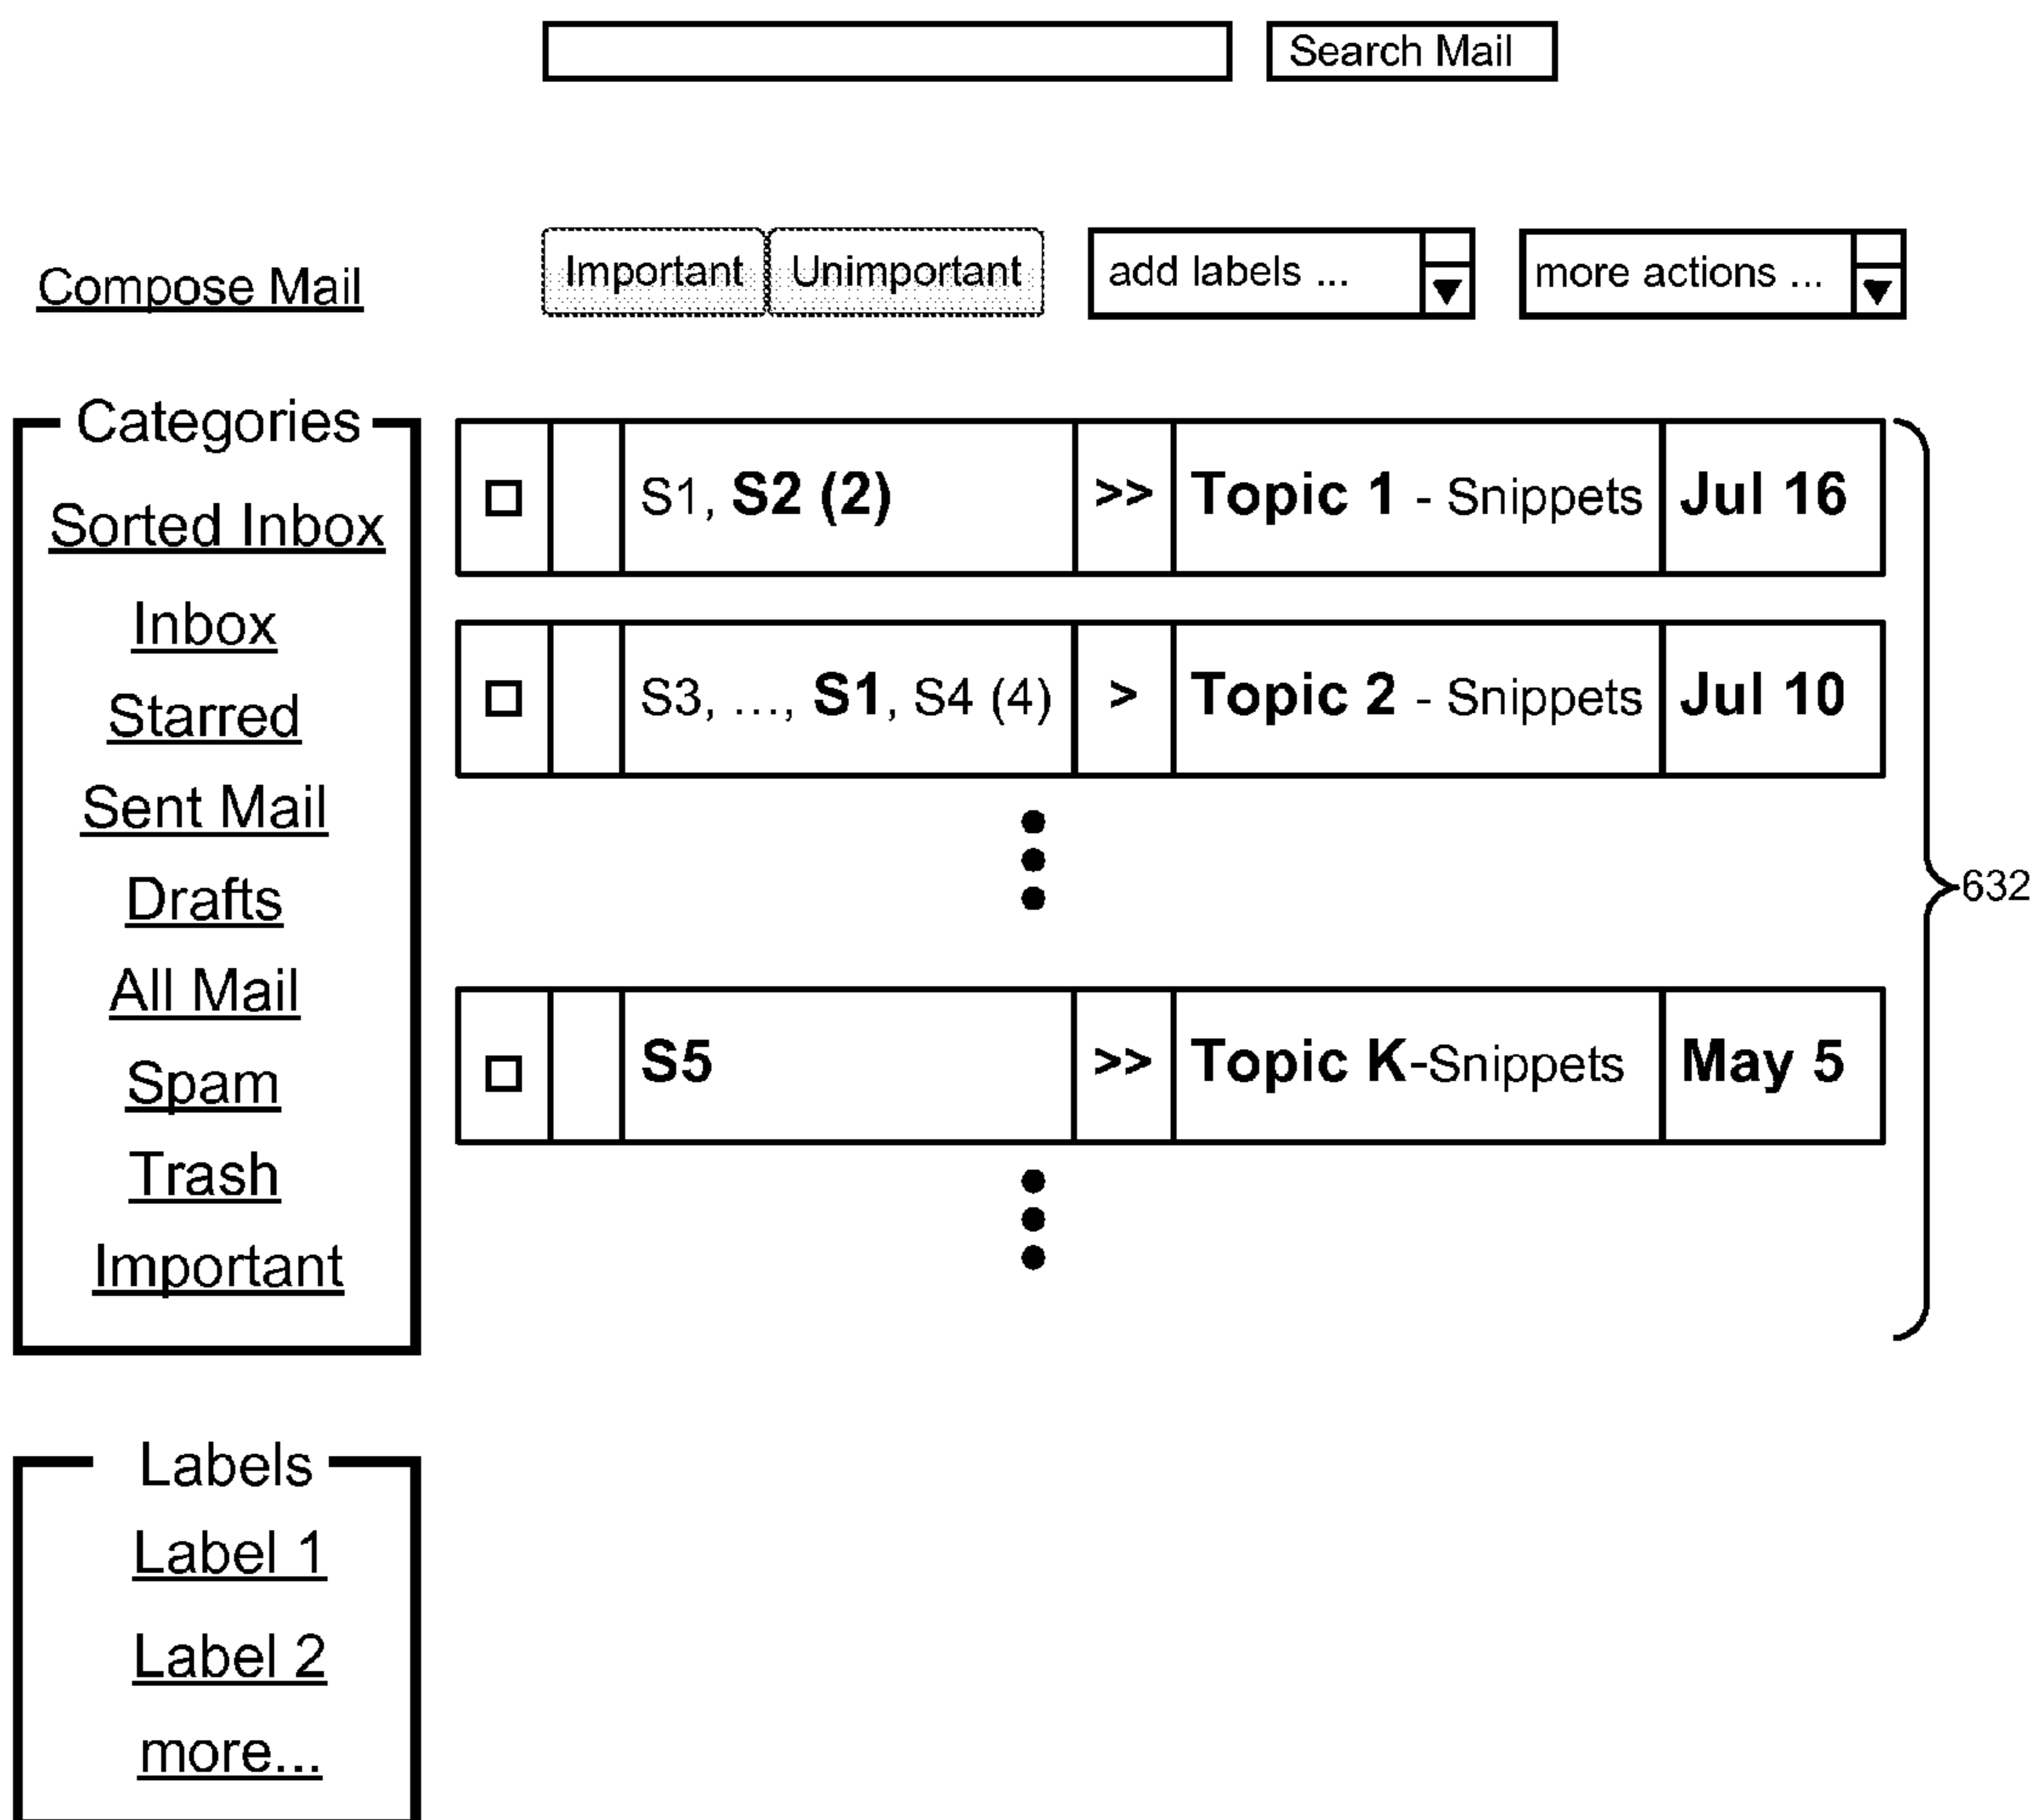 Search Mail
Compose Mail
Important Unimportant add labels ... more actions ...
Categories
Sorted Inbox
Inbox
Starred
Sent Mail
Drafts
All Mail
Spam
Trash
Important
S1, S2 (2) >> Topic 1 - Snippets Jul 16
S3, ..., S1, S4 (4) > Topic 2 - Snippets Jul 10
S5 >> Topic K-Snippets May 5
632
Labels
Label 1
Label 2
more...